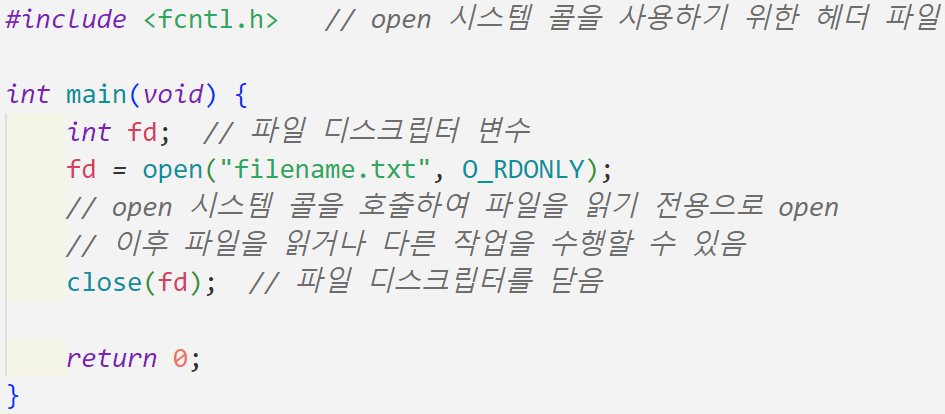 #include <fcntl.h>   // open 시스템 콜을 사용하기 위한 헤더 파일
int main(void) {
    int fd;  // 파일 디스크립터 변수
    fd = open("filename.txt", O_RDONLY);
    // open 시스템 콜을 호출하여 파일을 읽기 전용으로 open
    // 이후 파일을 읽거나 다른 작업을 수행할 수 있음
    close(fd);  // 파일 디스크립터를 닫음
    return 0;
}